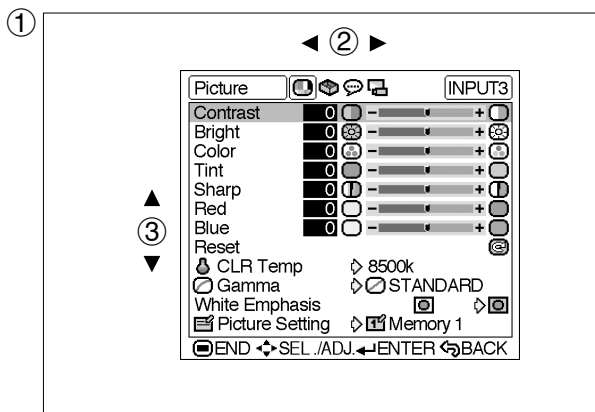 ①
◄ ② ►
Picture INPUT3
Contrast 0 - +
Bright 0 - +
Color 0 - +
Tint 0 - +
Sharp 0 - +
Red 0 - +
Blue 0 - +
Reset
▲
③
▼
CLR Temp 8500k
Gamma STANDARD
White Emphasis
Picture Setting 1 Memory 1
END SEL./ADJ. ENTER BACK